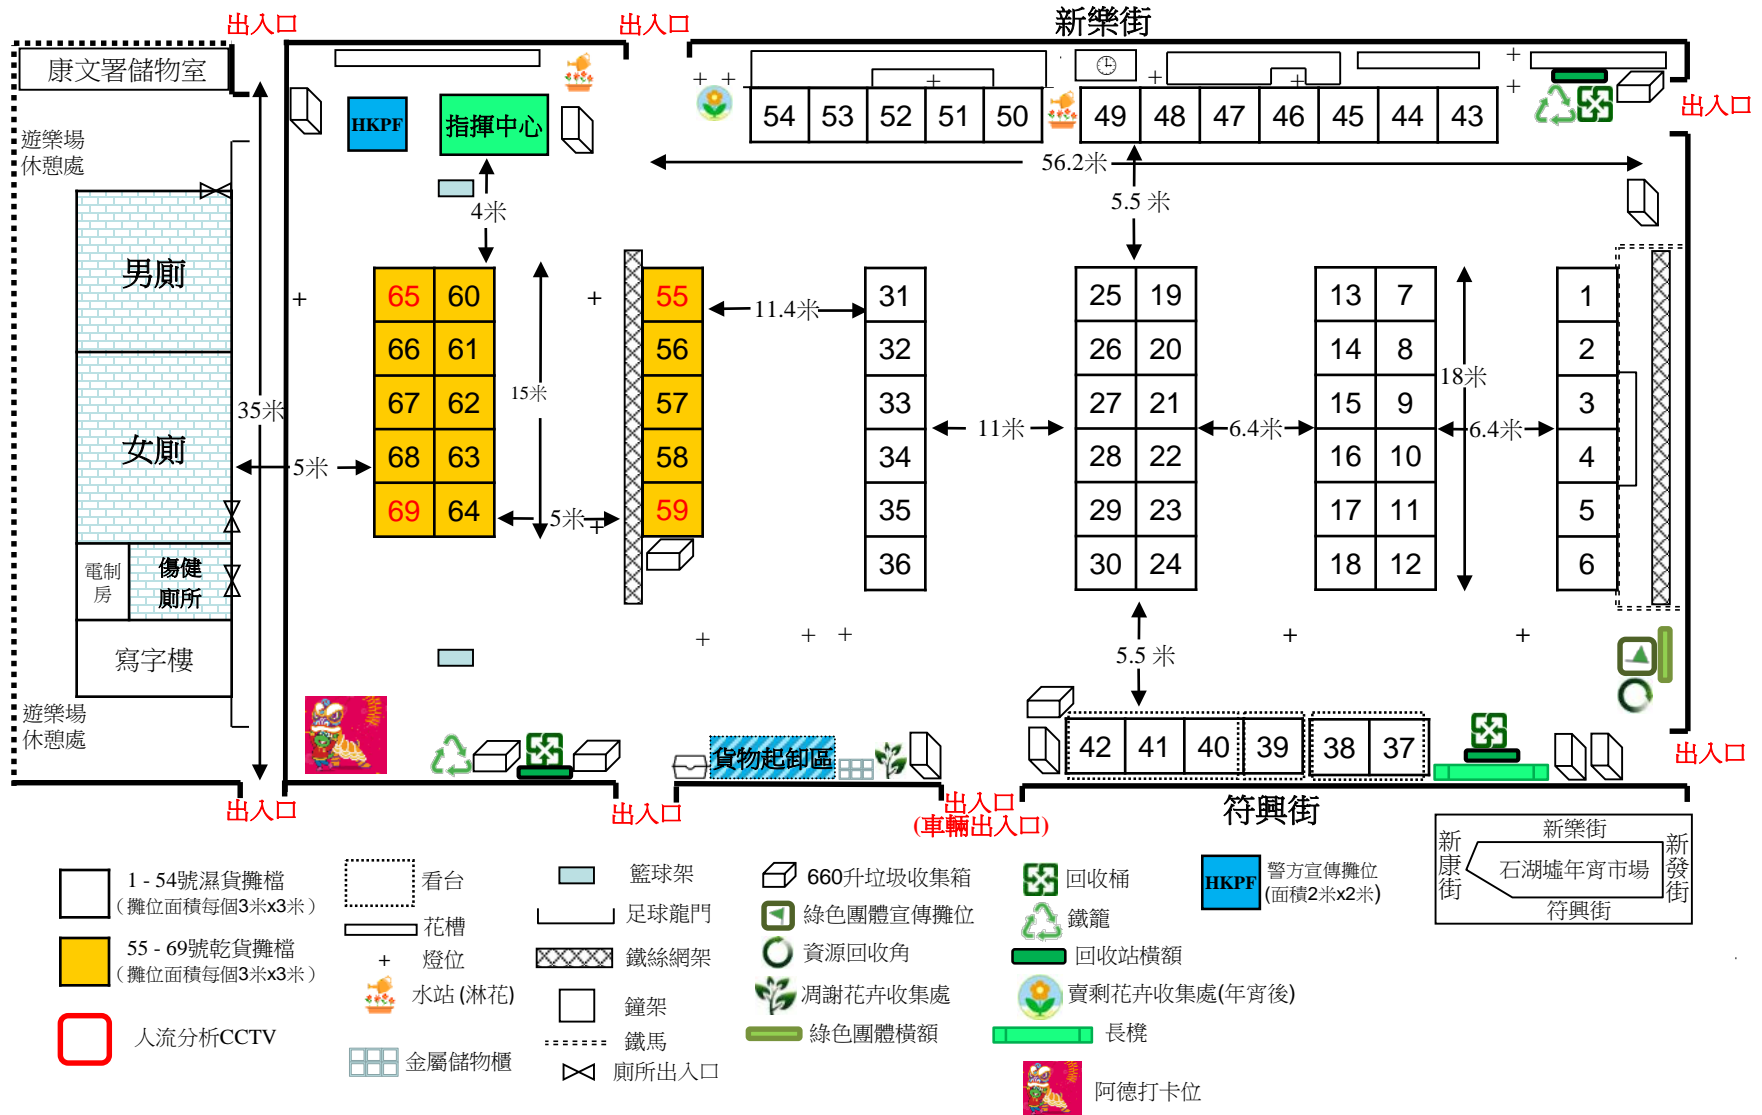 出入口
出入口
新樂街
康文署儲物室
HKPF
指揮中心
54 53 52 51 50 49 48 47 46 45 44 43
出入口
遊樂場
休憩處
56.2米
4米
5.5 米
男廁
65 60 55 31 25 19 13 7 1
11.4米
66 61 56 32 26 20 14 8 2
15米
18米
67 62 57 33 27 21 15 9 3
35米
11米
6.4米
6.4米
女廁
5米
68 63 58 34 28 22 16 10 4
69 64 59 35 29 23 17 11 5
5米
36 30 24 18 12 6
電制
房
傷健
廁所
寫字樓
5.5 米
遊樂場
休憩處
貨物起卸區
42 41 40 39 38 37
出入口
出入口
出入口
出入口
(車輛出入口)
符興街
1 - 54號濕貨攤檔
（攤位面積每個3米x3米）
55 - 69號乾貨攤檔
（攤位面積每個3米x3米）
人流分析CCTV
看台
花槽
+ 燈位
水站 (淋花)
金屬儲物櫃
籃球架
足球龍門
鐵絲網架
鐘架
鐵馬
廁所出入口
660升垃圾收集箱
綠色團體宣傳攤位
資源回收角
凋謝花卉收集處
綠色團體橫額
回收桶
鐵籠
回收站橫額
賣剩花卉收集處(年宵後)
長櫈
阿德打卡位
HKPF
警方宣傳攤位
(面積2米x2米)
新樂街
新康街
石湖墟年宵市場
新發街
符興街